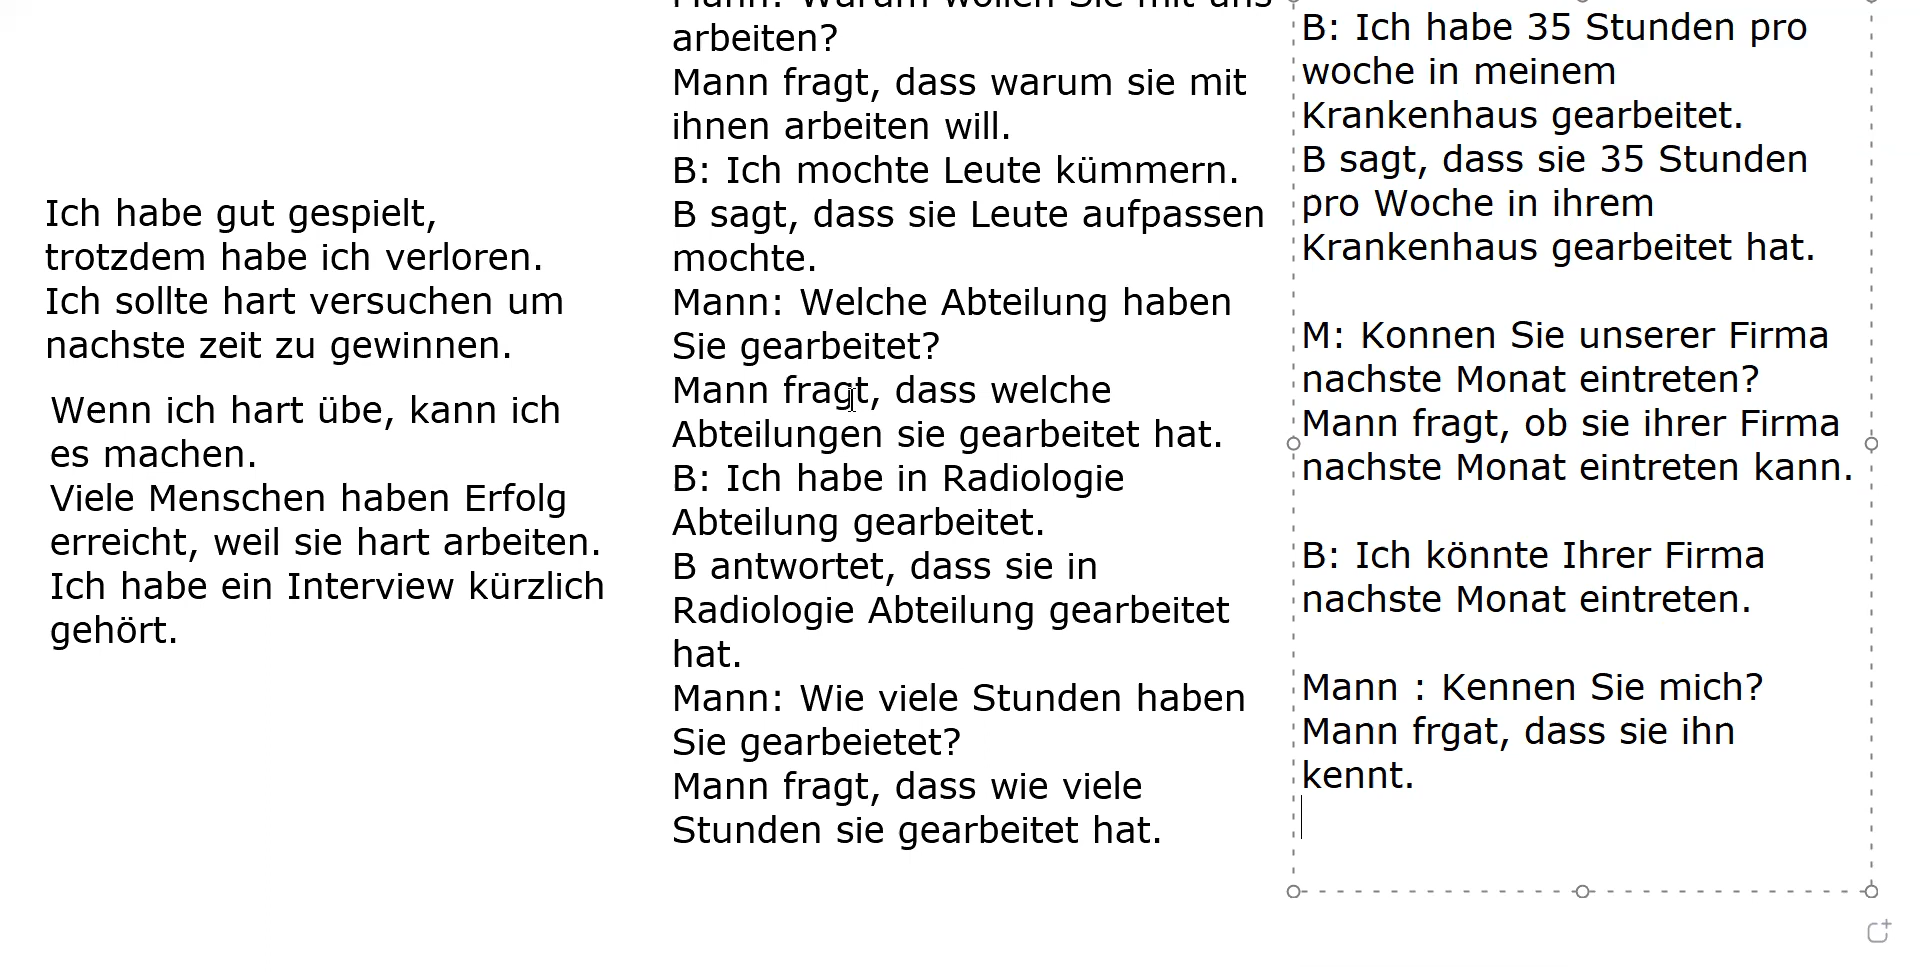 Ich habe gut gespielt,
trotzdem habe ich verloren.
Ich sollte hart versuchen um
nachste zeit zu gewinnen.
Wenn ich hart übe, kann ich
es machen.
Viele Menschen haben Erfolg
erreicht, weil sie hart arbeiten.
Ich habe ein Interview kürzlich
gehört.
Mann: Warum wollen Sie mit uns
arbeiten?
Mann fragt, dass warum sie mit
ihnen arbeiten will.
B: Ich mochte Leute kümmern.
B sagt, dass sie Leute aufpassen
mochte.
Mann: Welche Abteilung haben
Sie gearbeitet?
Mann fragt, dass welche
Abteilungen sie gearbeitet hat.
B: Ich habe in Radiologie
Abteilung gearbeitet.
B antwortet, dass sie in
Radiologie Abteilung gearbeitet
hat.
Mann: Wie viele Stunden haben
Sie gearbeietet?
Mann fragt, dass wie viele
Stunden sie gearbeitet hat.
B: Ich habe 35 Stunden pro
woche in meinem
Krankenhaus gearbeitet.
B sagt, dass sie 35 Stunden
pro Woche in ihrem
Krankenhaus gearbeitet hat.
M: Konnen Sie unserer Firma
nachste Monat eintreten?
Mann fragt, ob sie ihrer Firma
nachste Monat eintreten kann.
B: Ich könnte Ihrer Firma
nachste Monat eintreten.
Mann : Kennen Sie mich?
Mann frgat, dass sie ihn
kennt.